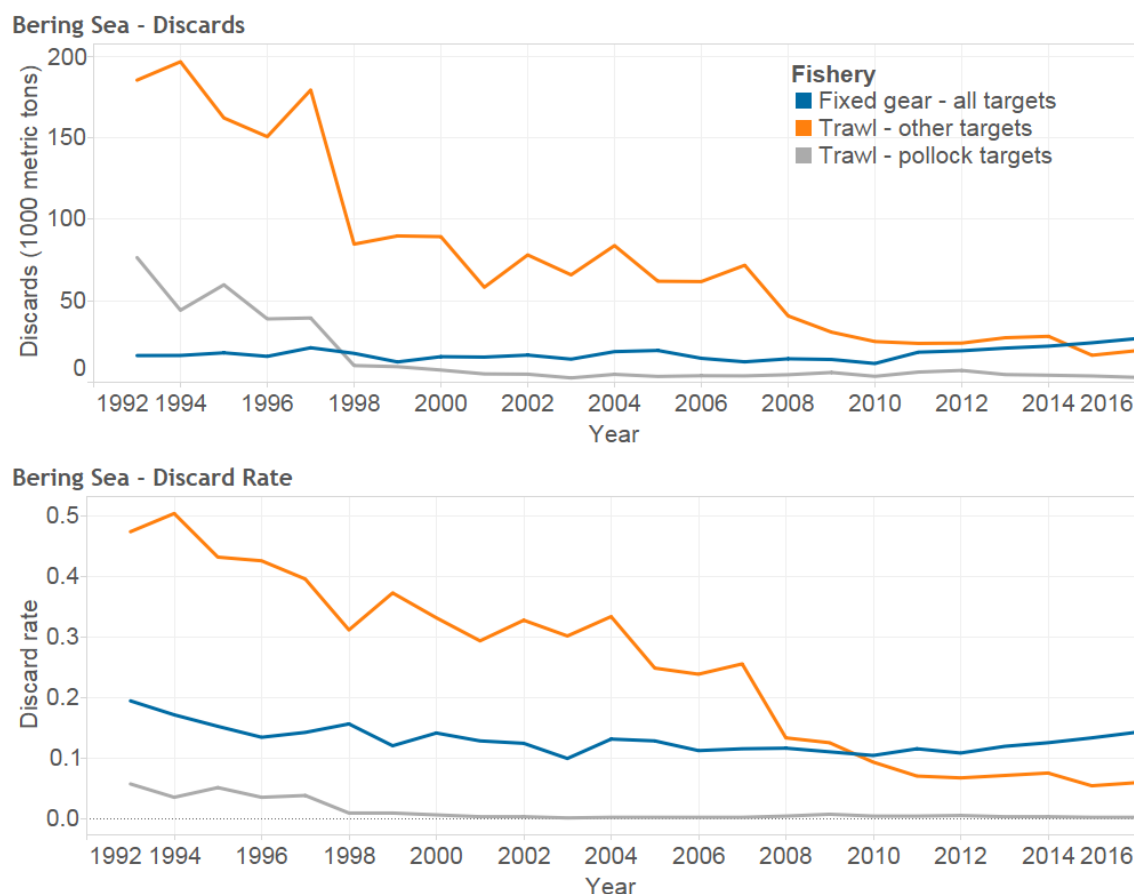 Bering Sea - Discards
Discards (1000 metric tons)
200
150
100
50
0
Fishery
Fixed gear - all targets
Trawl - other targets
Trawl - pollock targets
1992 1994 1996 1998 2000 2002 2004 2006 2008 2010 2012 2014 2016
Year
Bering Sea - Discard Rate
Discard rate
0.5
0.4
0.3
0.2
0.1
0.0
1992 1994 1996 1998 2000 2002 2004 2006 2008 2010 2012 2014 2016
Year